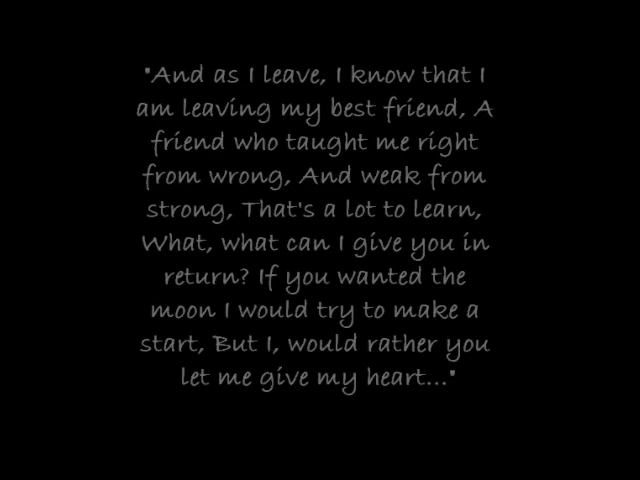 "And as I leave, I know that I
am leaving my best friend, A
friend who taught me right
from wrong, And weak from
strong, That's a lot to learn,
What, what can I give you in
return? If you wanted the
moon I would try to make a
start, But I, would rather you
let me give my heart..."